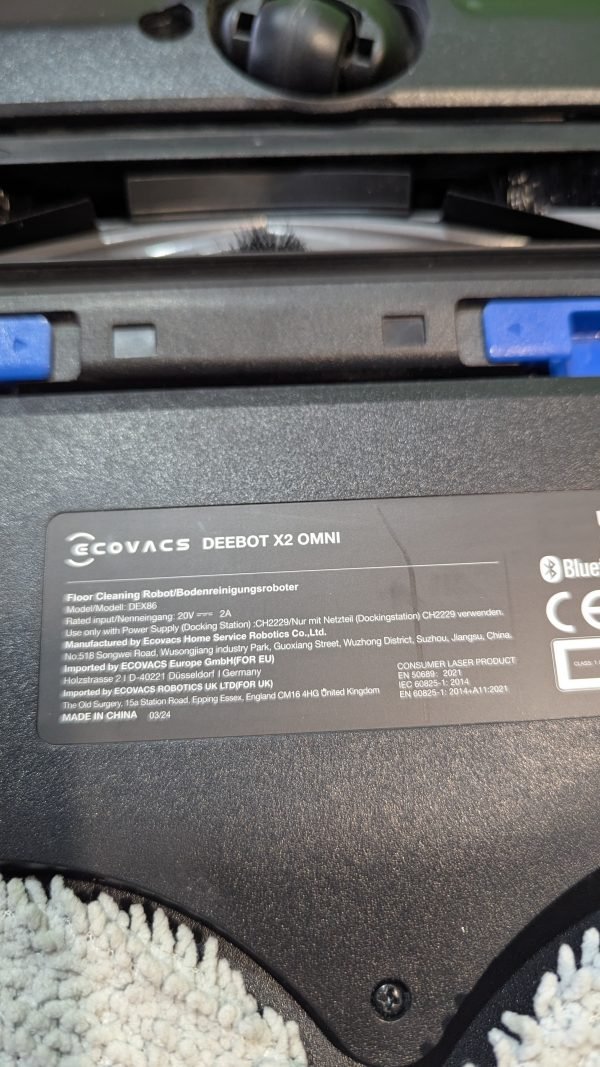 ECOVACS DEEBOT X2 OMNI
Floor Cleaning Robot/Bodenreinigungsroboter
Model/Modell: DEX86
Rated input/Nenneingang: 20V 2A
Use only with Power Supply (Docking Station) :CH2229/Nur mit Netzteil (Dockingstation) CH2229 verwenden.
Manufactured by Ecovacs Home Service Robotics Co.,Ltd.
No.518 Songwei Road, Wusongjiang industry Park, Guoxiang Street, Wuzhong District, Suzhou, Jiangsu, China.
Imported by ECOVACS Europe GmbH(FOR EU)
Holzstrasse 2 I D-40221 Düsseldorf I Germany
Imported by ECOVACS ROBOTICS UK LTD(FOR UK)
The Old Surgery, 15a Station Road, Epping Essex, England CM16 4HG United Kingdom
MADE IN CHINA 03/24
CONSUMER LASER PRODUCT
EN 50689: 2021
IEC 60825-1: 2014
EN 60825-1: 2014+A11:2021
Blue
CE
CLASS: 1